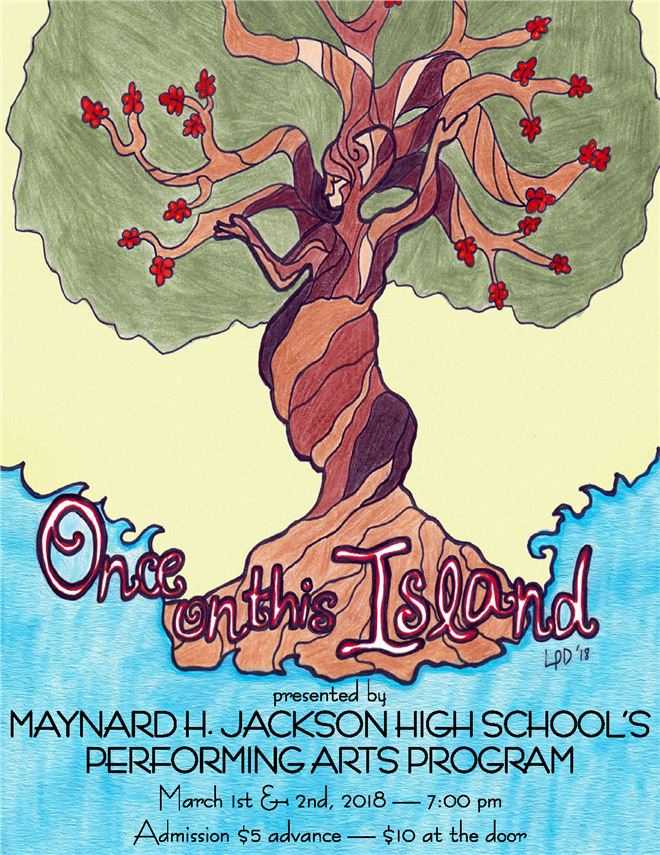 Once
on this Island
LPD '18
presented by
MAYNARD H. JACKSON HIGH SCHOOL'S
PERFORMING ARTS PROGRAM
March 1st & 2nd, 2018 — 7:00 pm
Admission $5 advance — $10 at the door